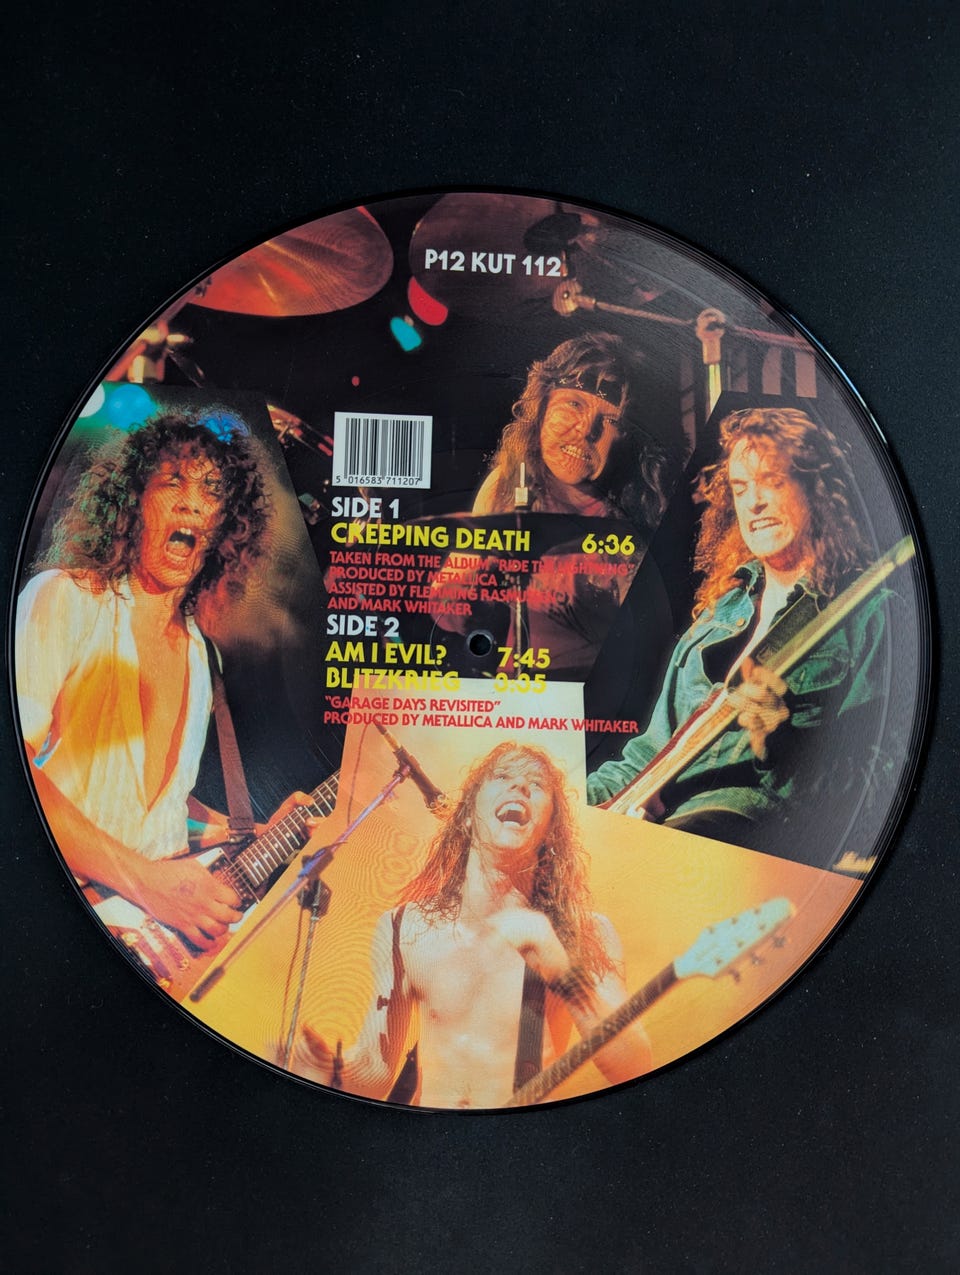 P12 KUT 112
5 016583 711207
SIDE 1
CREEPING DEATH 6:36
TAKEN FROM THE ALBUM "RIDE THE LIGHTNING"
PRODUCED BY METALLICA
ASSISTED BY FLEMMING RASMUSSEN
AND MARK WHITAKER
SIDE 2
AM I EVIL? 7:45
BLITZKRIEG 3:35
"GARAGE DAYS REVISITED"
PRODUCED BY METALLICA AND MARK WHITAKER